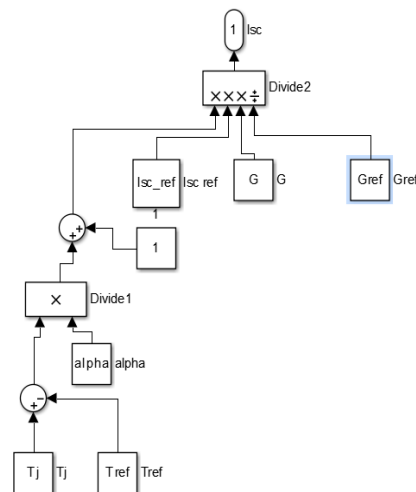 1 Isc
×××÷ Divide2
Isc_ref Isc ref
G G
Gref Gref
1
++
1
× Divide1
alpha alpha
+−
Tj Tj
Tref Tref